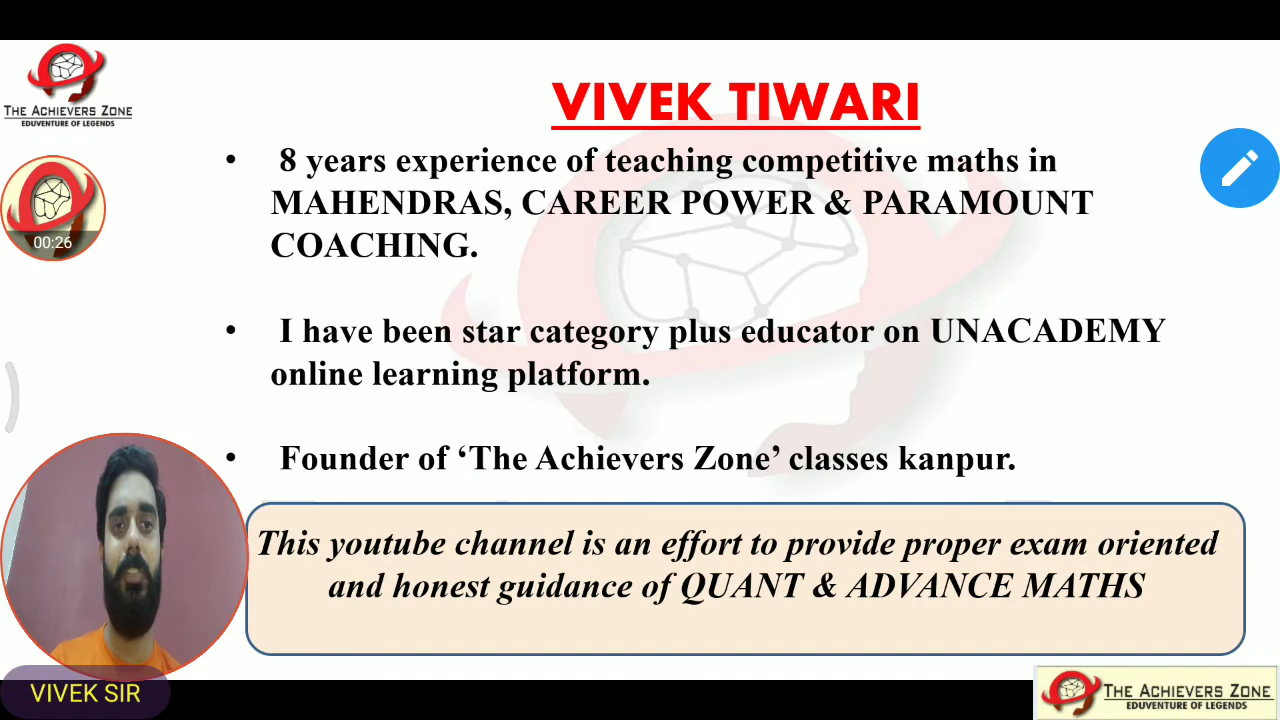 THE ACHIEVERS ZONE
EDUVENTURE OF LEGENDS
VIVEK TIWARI
• 8 years experience of teaching competitive maths in
MAHENDRAS, CAREER POWER & PARAMOUNT
COACHING.
00:26
• I have been star category plus educator on UNACADEMY
online learning platform.
• Founder of ‘The Achievers Zone’ classes kanpur.
This youtube channel is an effort to provide proper exam oriented
and honest guidance of QUANT & ADVANCE MATHS
VIVEK SIR
THE ACHIEVERS ZONE
EDUVENTURE OF LEGENDS